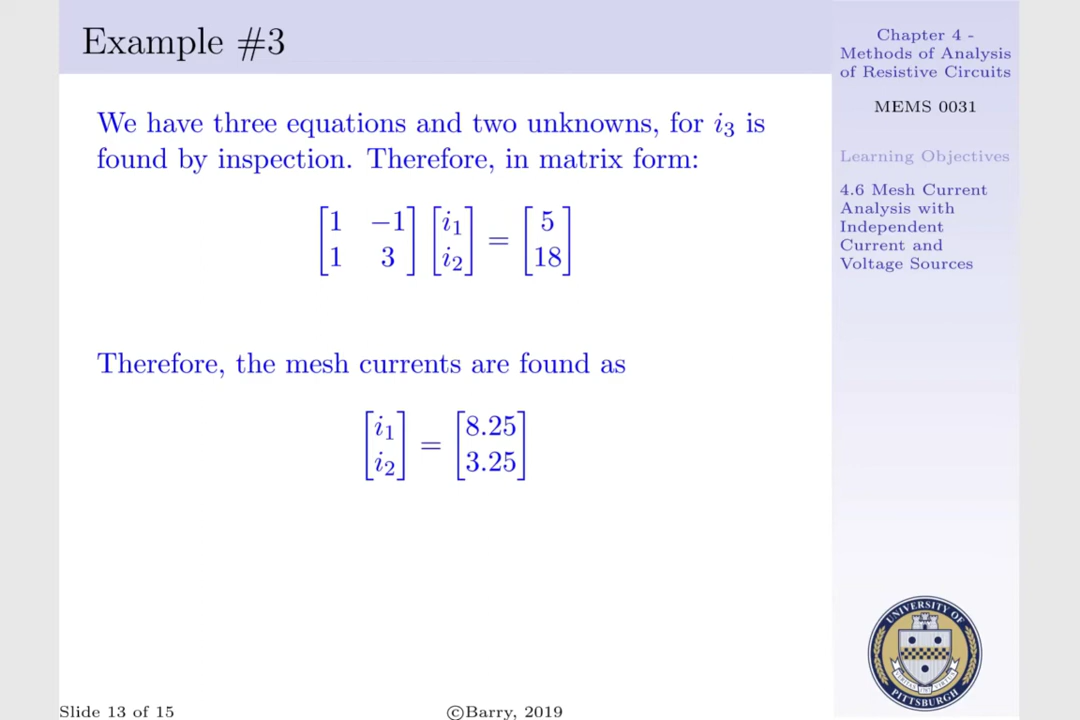 Example #3
We have three equations and two unknowns, for i3 is
found by inspection. Therefore, in matrix form:
[1 −1] [i1] = [5]
[1 3] [i2] [18]
Therefore, the mesh currents are found as
[i1] = [8.25]
[i2] [3.25]
Chapter 4 -
Methods of Analysis
of Resistive Circuits
MEMS 0031
Learning Objectives
4.6 Mesh Current
Analysis with
Independent
Current and
Voltage Sources
UNIVERSITY OF
PITTSBURGH
Slide 13 of 15
©Barry, 2019